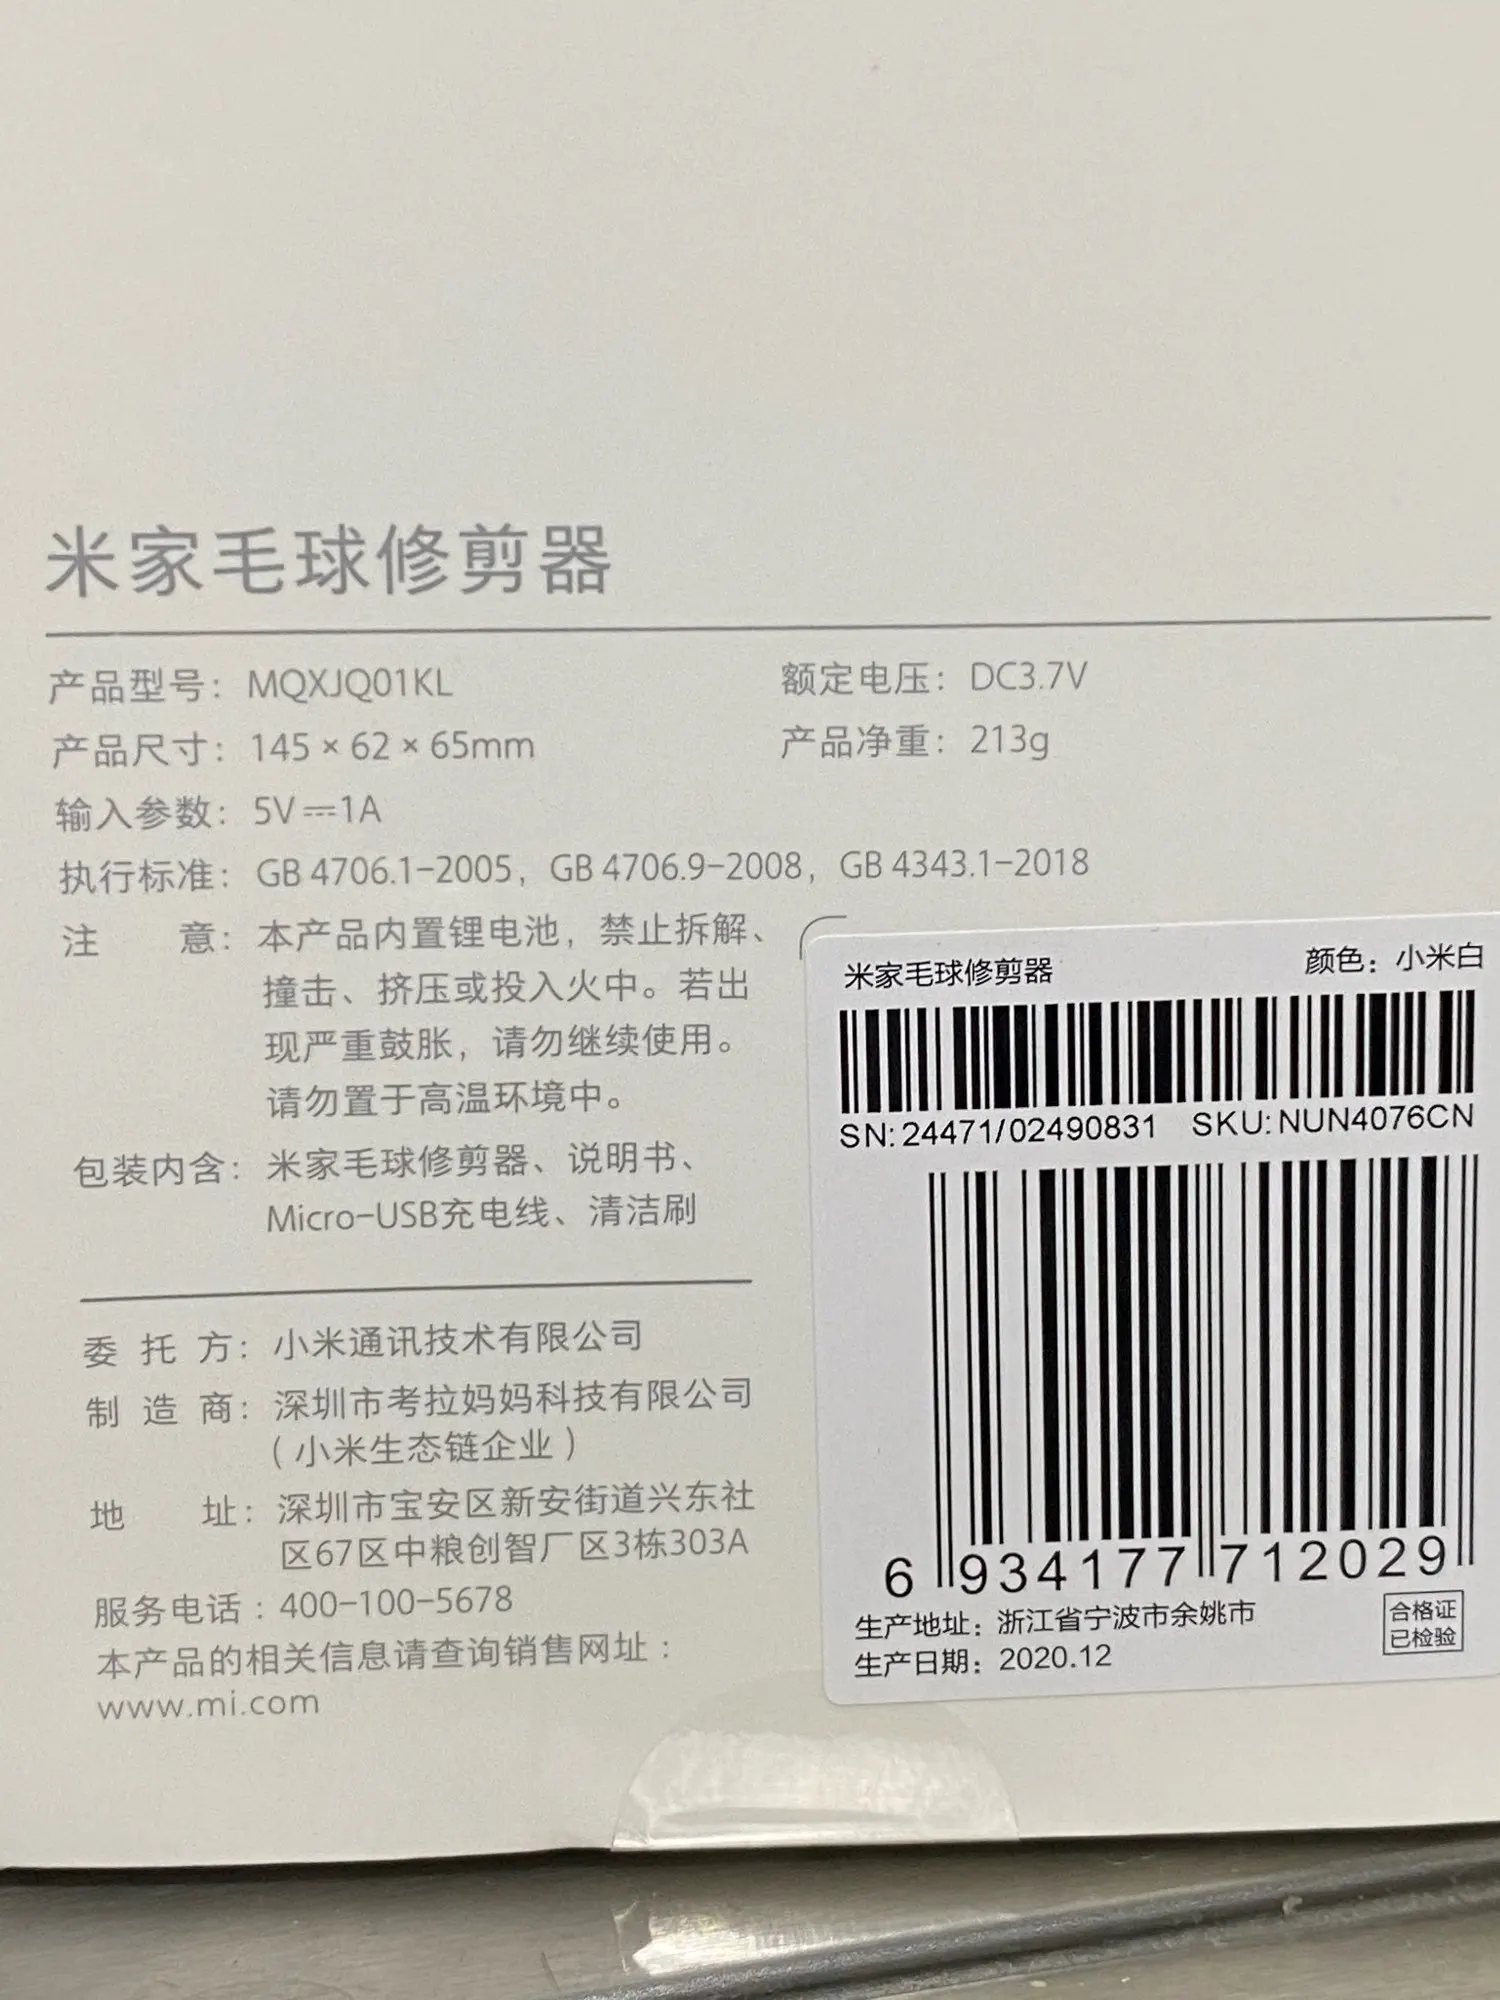 米家毛球修剪器
产品型号： MQXJQ01KL 额定电压： DC3.7V
产品尺寸： 145 × 62 × 65mm 产品净重： 213g
输入参数： 5V⎓1A
执行标准： GB 4706.1-2005，GB 4706.9-2008，GB 4343.1-2018
注 意： 本产品内置锂电池，禁止拆解、
撞击、挤压或投入火中。若出
现严重鼓胀，请勿继续使用。
请勿置于高温环境中。
包装内含： 米家毛球修剪器、说明书、
Micro-USB充电线、清洁刷
委 托 方： 小米通讯技术有限公司
制 造 商： 深圳市考拉妈妈科技有限公司
（小米生态链企业）
地 址： 深圳市宝安区新安街道兴东社
区67区中粮创智厂区3栋303A
服务电话：400-100-5678
本产品的相关信息请查询销售网址：
www.mi.com
米家毛球修剪器 颜色：小米白
SN: 24471/02490831 SKU: NUN4076CN
6 934177 712029
生产地址：浙江省宁波市余姚市
生产日期：2020.12
合格证
已检验